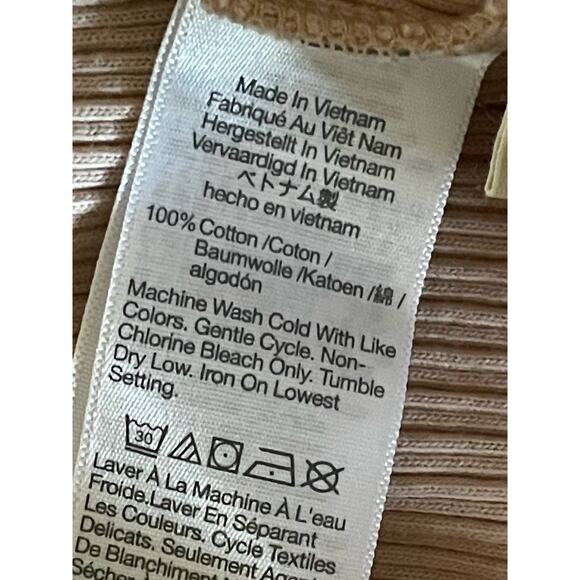 Made In Vietnam
Fabriqué Au Viêt Nam
Hergestellt In Vietnam
Vervaardigd In Vietnam
ベトナム製
hecho en vietnam
100% Cotton /Coton /
Baumwolle /Katoen /綿 /
algodón
Machine Wash Cold With Like
Colors. Gentle Cycle. Non-
Chlorine Bleach Only. Tumble
Dry Low. Iron On Lowest
Setting.
30
Laver À La Machine À L'eau
Froide.Laver En Séparant
Les Couleurs. Cycle Textiles
Delicats. Seulement
De Blanchiment
Sécher